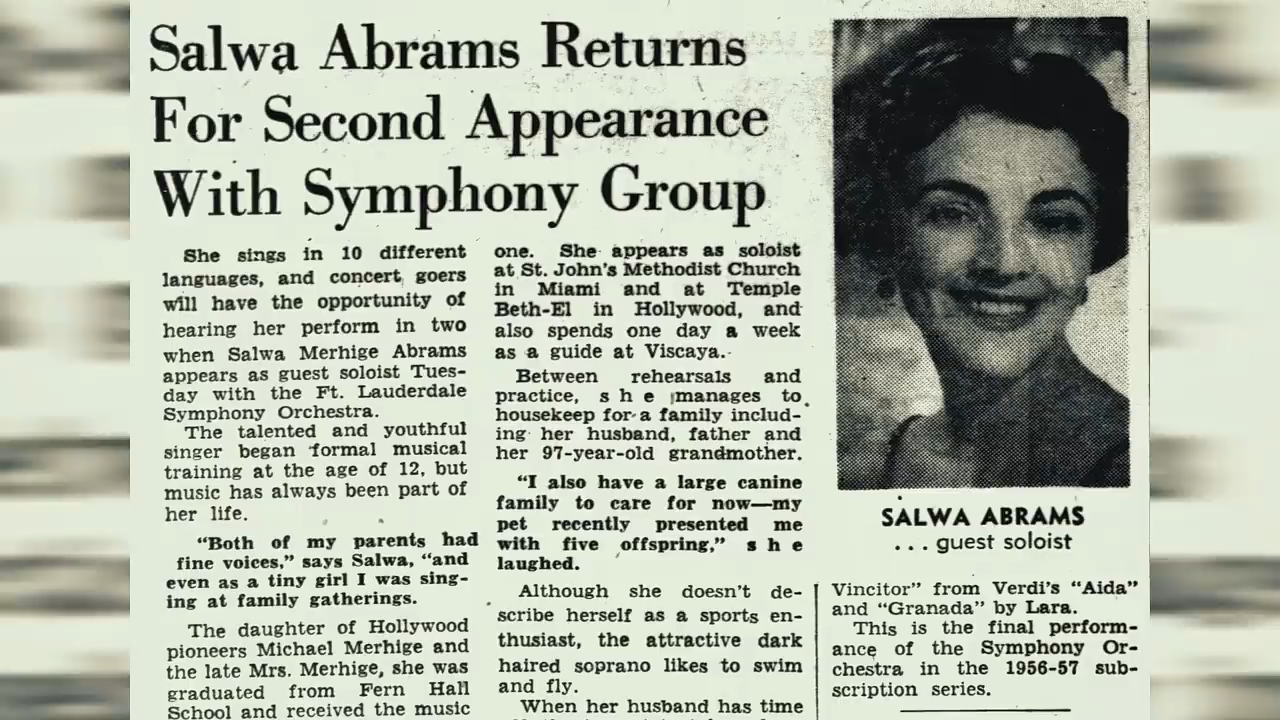 Salwa Abrams Returns
For Second Appearance
With Symphony Group
She sings in 10 different
languages, and concert goers
will have the opportunity of
hearing her perform in two
when Salwa Merhige Abrams
appears as guest soloist Tues-
day with the Ft. Lauderdale
Symphony Orchestra.
The talented and youthful
singer began formal musical
training at the age of 12, but
music has always been part of
her life.
"Both of my parents had
fine voices," says Salwa, "and
even as a tiny girl I was sing-
ing at family gatherings.
The daughter of Hollywood
pioneers Michael Merhige and
the late Mrs. Merhige, she was
graduated from Fern Hall
School and received the music
one. She appears as soloist
at St. John's Methodist Church
in Miami and at Temple
Beth-El in Hollywood, and
also spends one day a week
as a guide at Viscaya.
Between rehearsals and
practice, she manages to
housekeep for a family includ-
ing her husband, father and
her 97-year-old grandmother.
"I also have a large canine
family to care for now—my
pet recently presented me
with five offspring," she
laughed.
Although she doesn't de-
scribe herself as a sports en-
thusiast, the attractive dark
haired soprano likes to swim
and fly.
When her husband has time
SALWA ABRAMS
... guest soloist
Vincitor" from Verdi's "Aida"
and "Granada" by Lara.
This is the final perform-
ance of the Symphony Or-
chestra in the 1956-57 sub-
scription series.